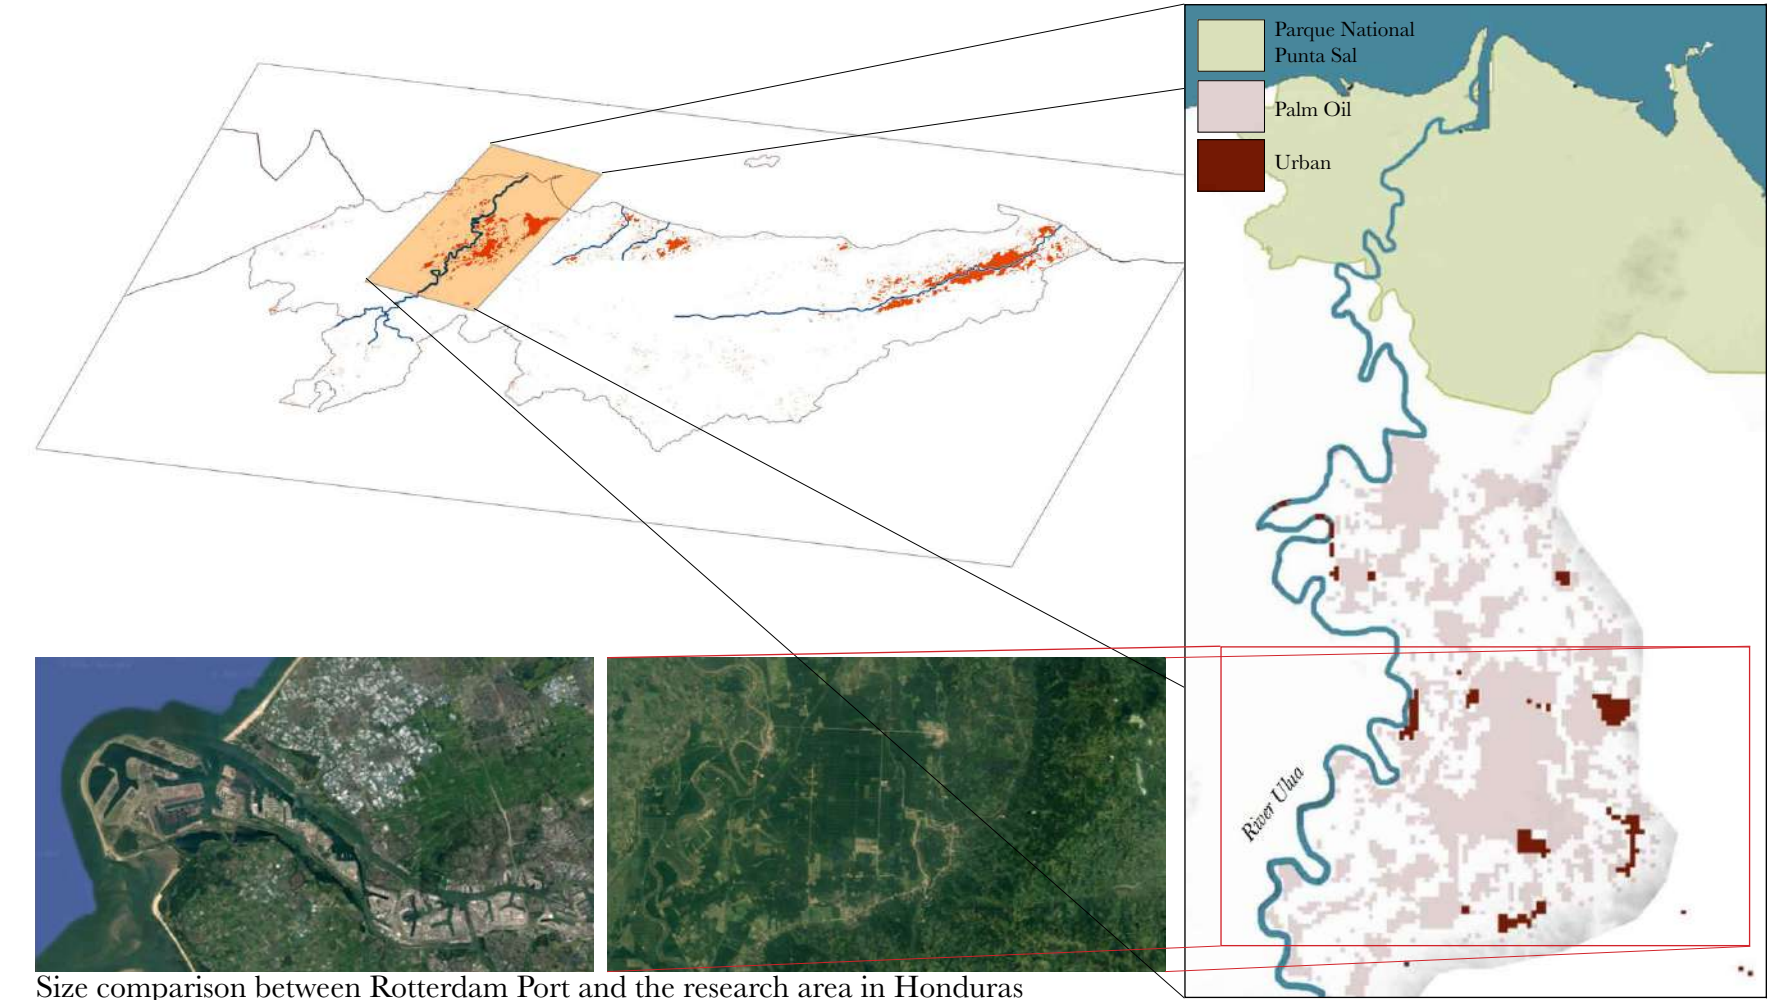 Parque National
Punta Sal
Palm Oil
Urban
River Ulua
Size comparison between Rotterdam Port and the research area in Honduras